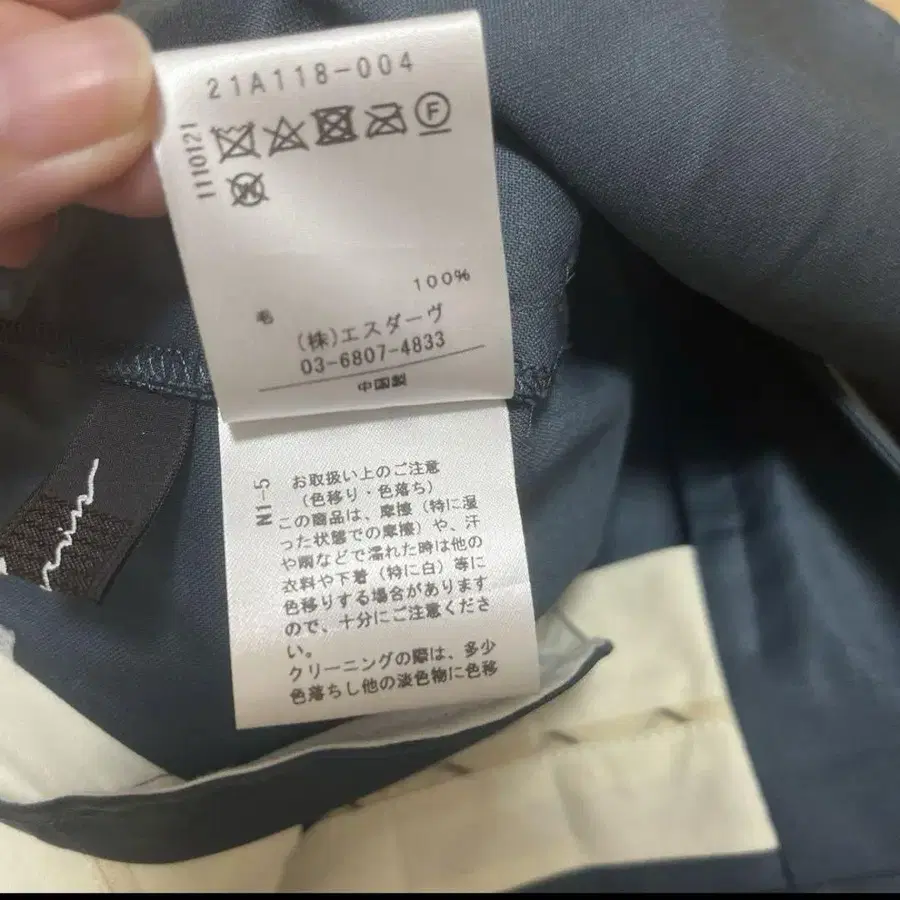 21A118-004
1110121
F
W
毛 100%
(株)エスダーヴ
03-6807-4833
中国製
N1-5
お取扱い上のご注意
(色移り・色落ち)
この商品は、摩擦(特に湿
った状態での摩擦)や、汗
や雨などで濡れた時は他の
衣料や下着(特に白)等に
色移りする場合があります
ので、十分にご注意くださ
い。
クリーニングの際は、多少
色落ちし他の淡色物に色移